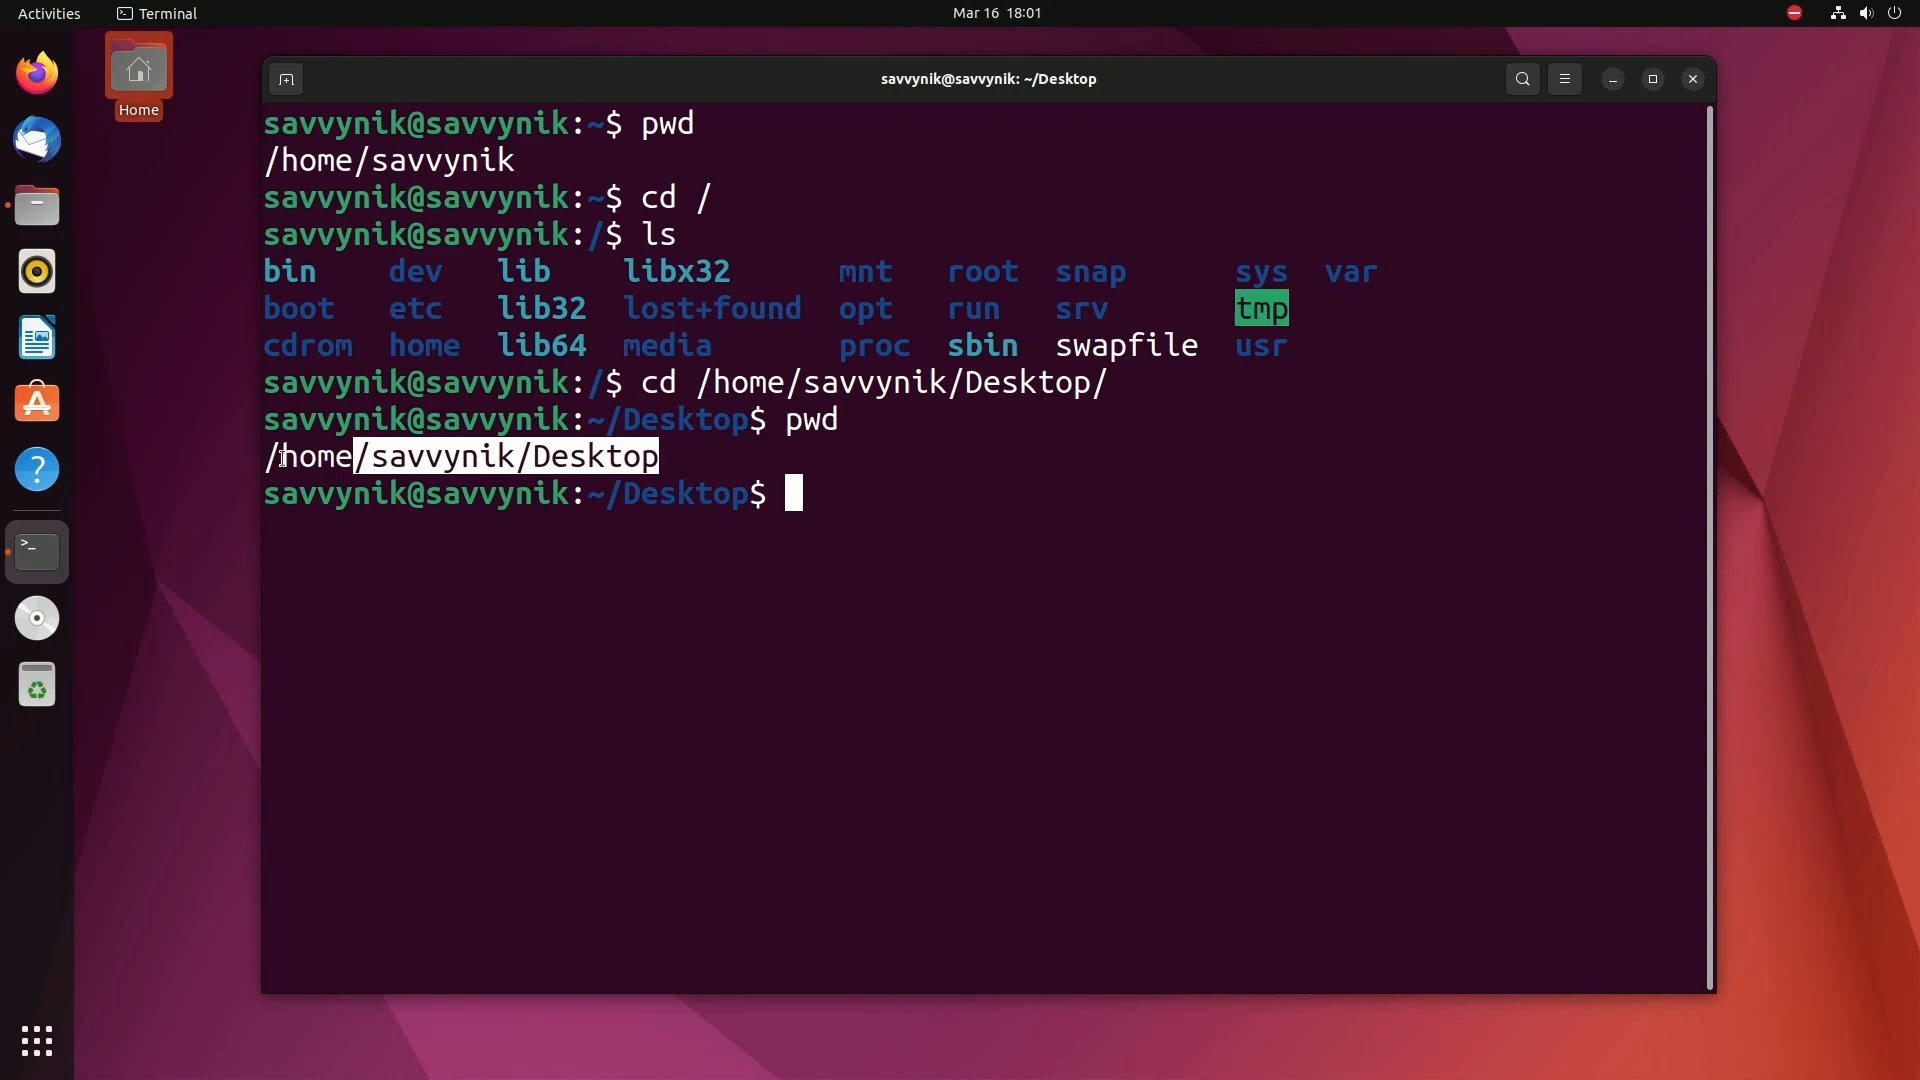 Activities Terminal Mar 16 18:01
Home
savvynik@savvynik: ~/Desktop
savvynik@savvynik:~$ pwd
/home/savvynik
savvynik@savvynik:~$ cd /
savvynik@savvynik:/$ ls
bin dev lib libx32 mnt root snap sys var
boot etc lib32 lost+found opt run srv tmp
cdrom home lib64 media proc sbin swapfile usr
savvynik@savvynik:/$ cd /home/savvynik/Desktop/
savvynik@savvynik:~/Desktop$ pwd
/home/savvynik/Desktop
savvynik@savvynik:~/Desktop$